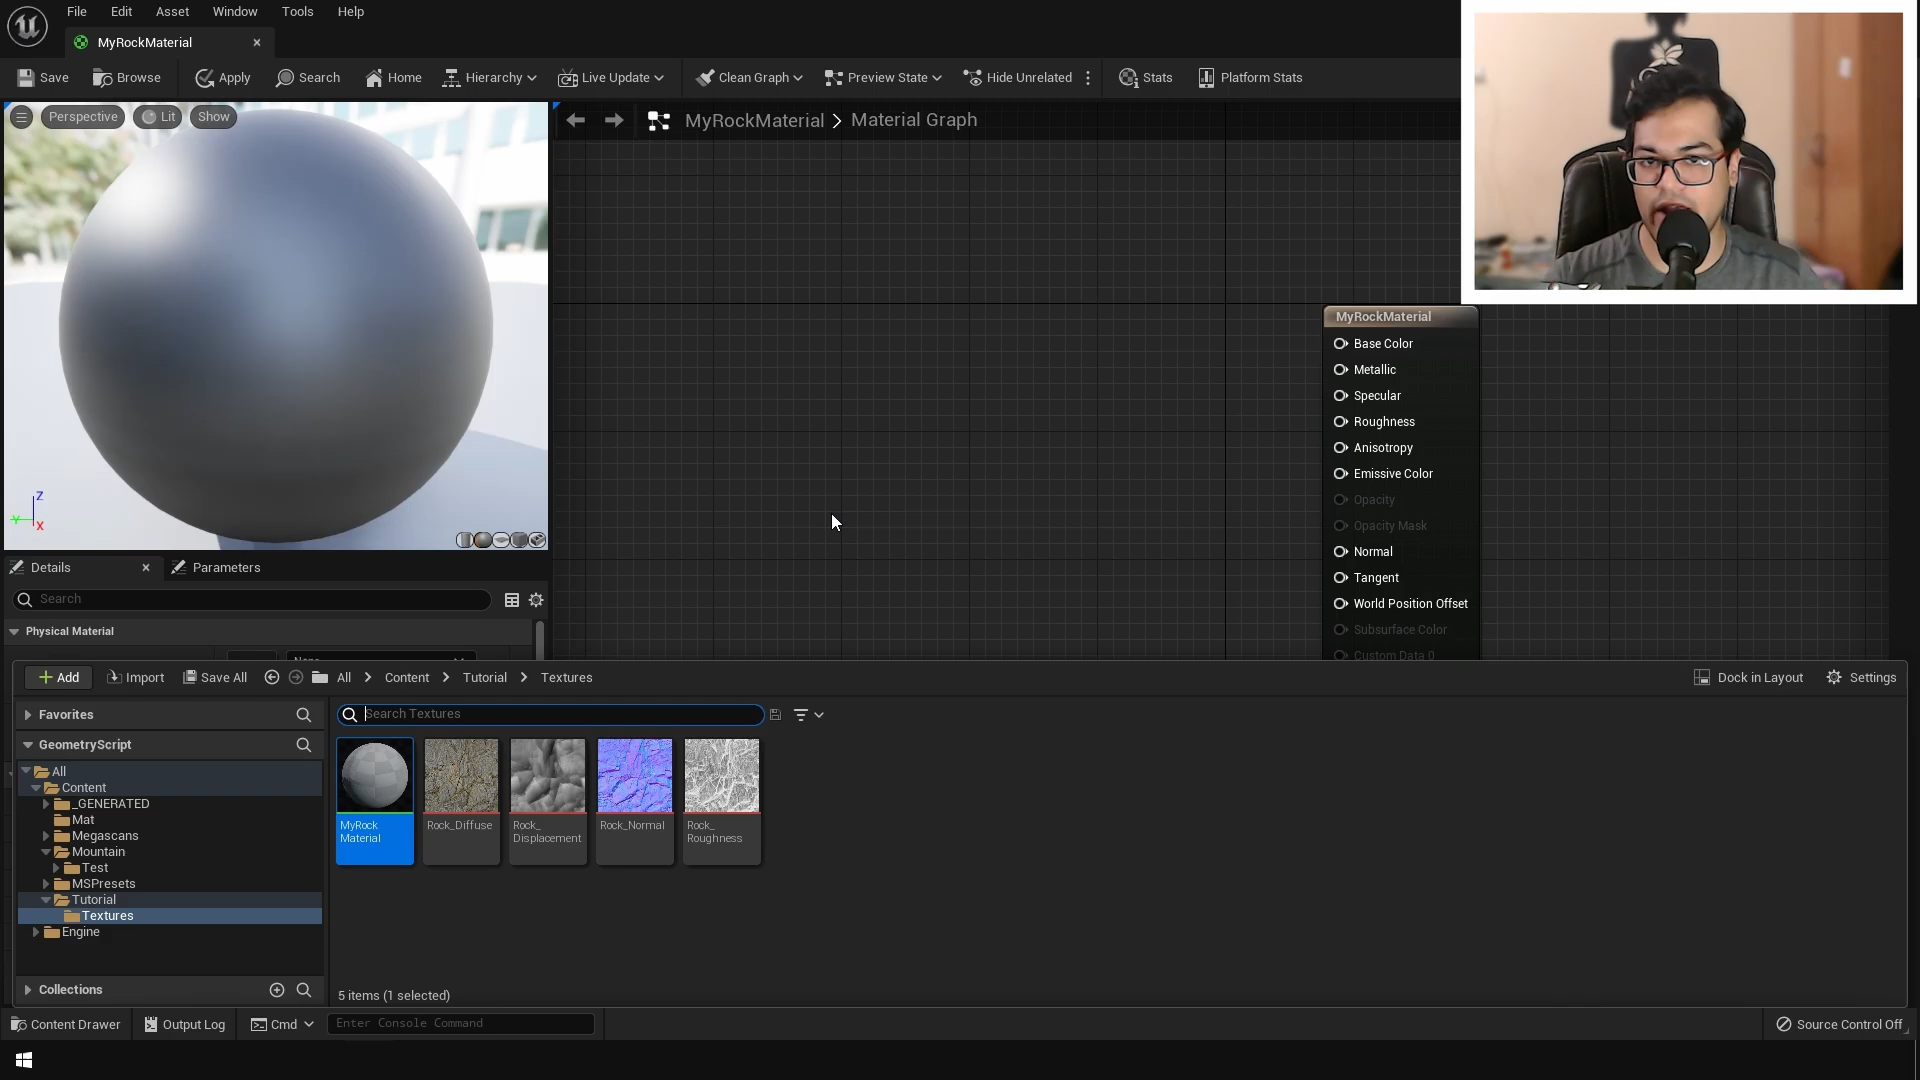 File Edit Asset Window Tools Help
MyRockMaterial
Save Browse Apply Search Home Hierarchy Live Update Clean Graph Preview State Hide Unrelated Stats Platform Stats
Perspective Lit Show
MyRockMaterial > Material Graph
MyRockMaterial
Base Color
Metallic
Specular
Roughness
Anisotropy
Emissive Color
Opacity
Opacity Mask
Normal
Tangent
World Position Offset
Subsurface Color
Custom Data 0
Z
Y
X
Details Parameters
Search
Physical Material
None
Add Import Save All All > Content > Tutorial > Textures Dock in Layout Settings
Favorites
Search Textures
GeometryScript
All
Content
_GENERATED
Mat
Megascans
Mountain
Test
MSPresets
Tutorial
Textures
Engine
MyRock
Material
Rock_Diffuse
Rock_
Displacement
Rock_Normal
Rock_
Roughness
Collections
5 items (1 selected)
Content Drawer Output Log Cmd Enter Console Command Source Control Off